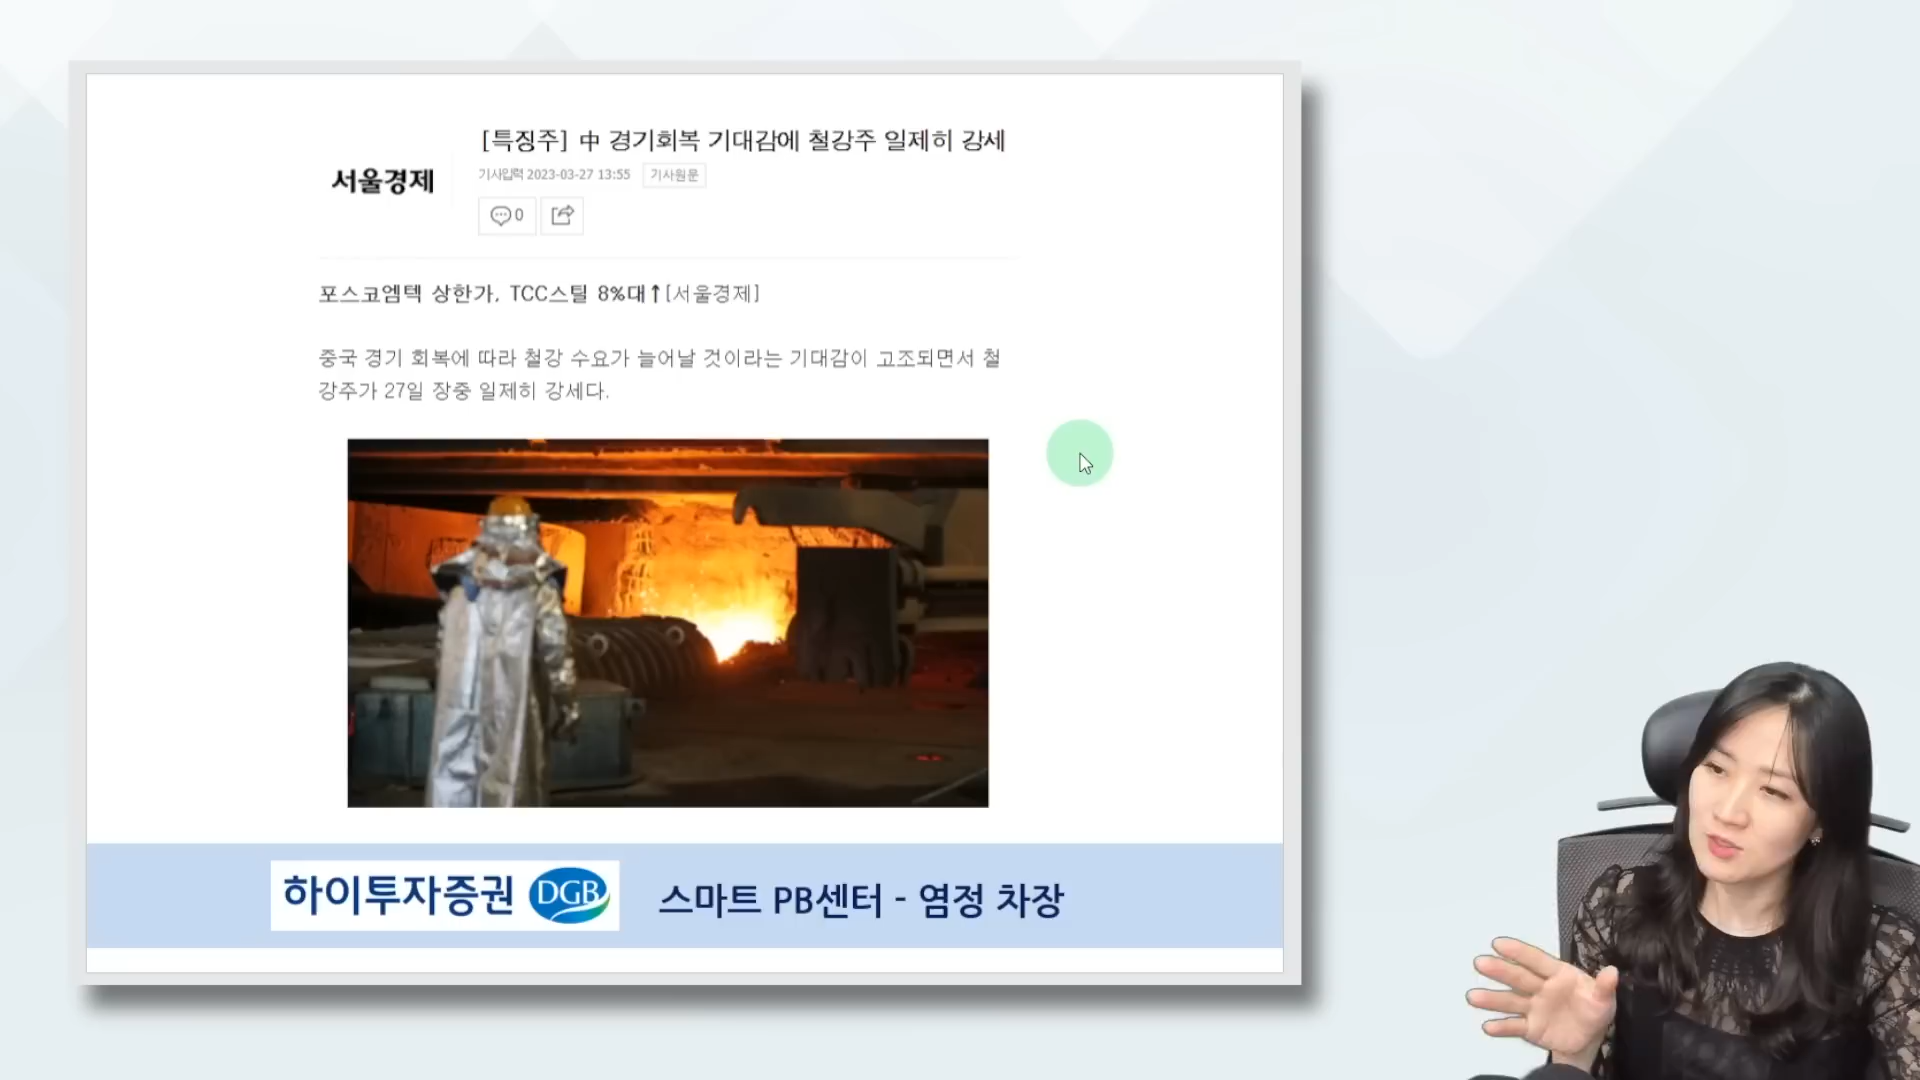 [특징주] 中 경기회복 기대감에 철강주 일제히 강세
서울경제
기사입력 2023-03-27 13:55 기사원문
0
포스코엠텍 상한가, TCC스틸 8%대↑[서울경제]
중국 경기 회복에 따라 철강 수요가 늘어날 것이라는 기대감이 고조되면서 철
강주가 27일 장중 일제히 강세다.
하이투자증권 DGB 스마트 PB센터 - 염정 차장